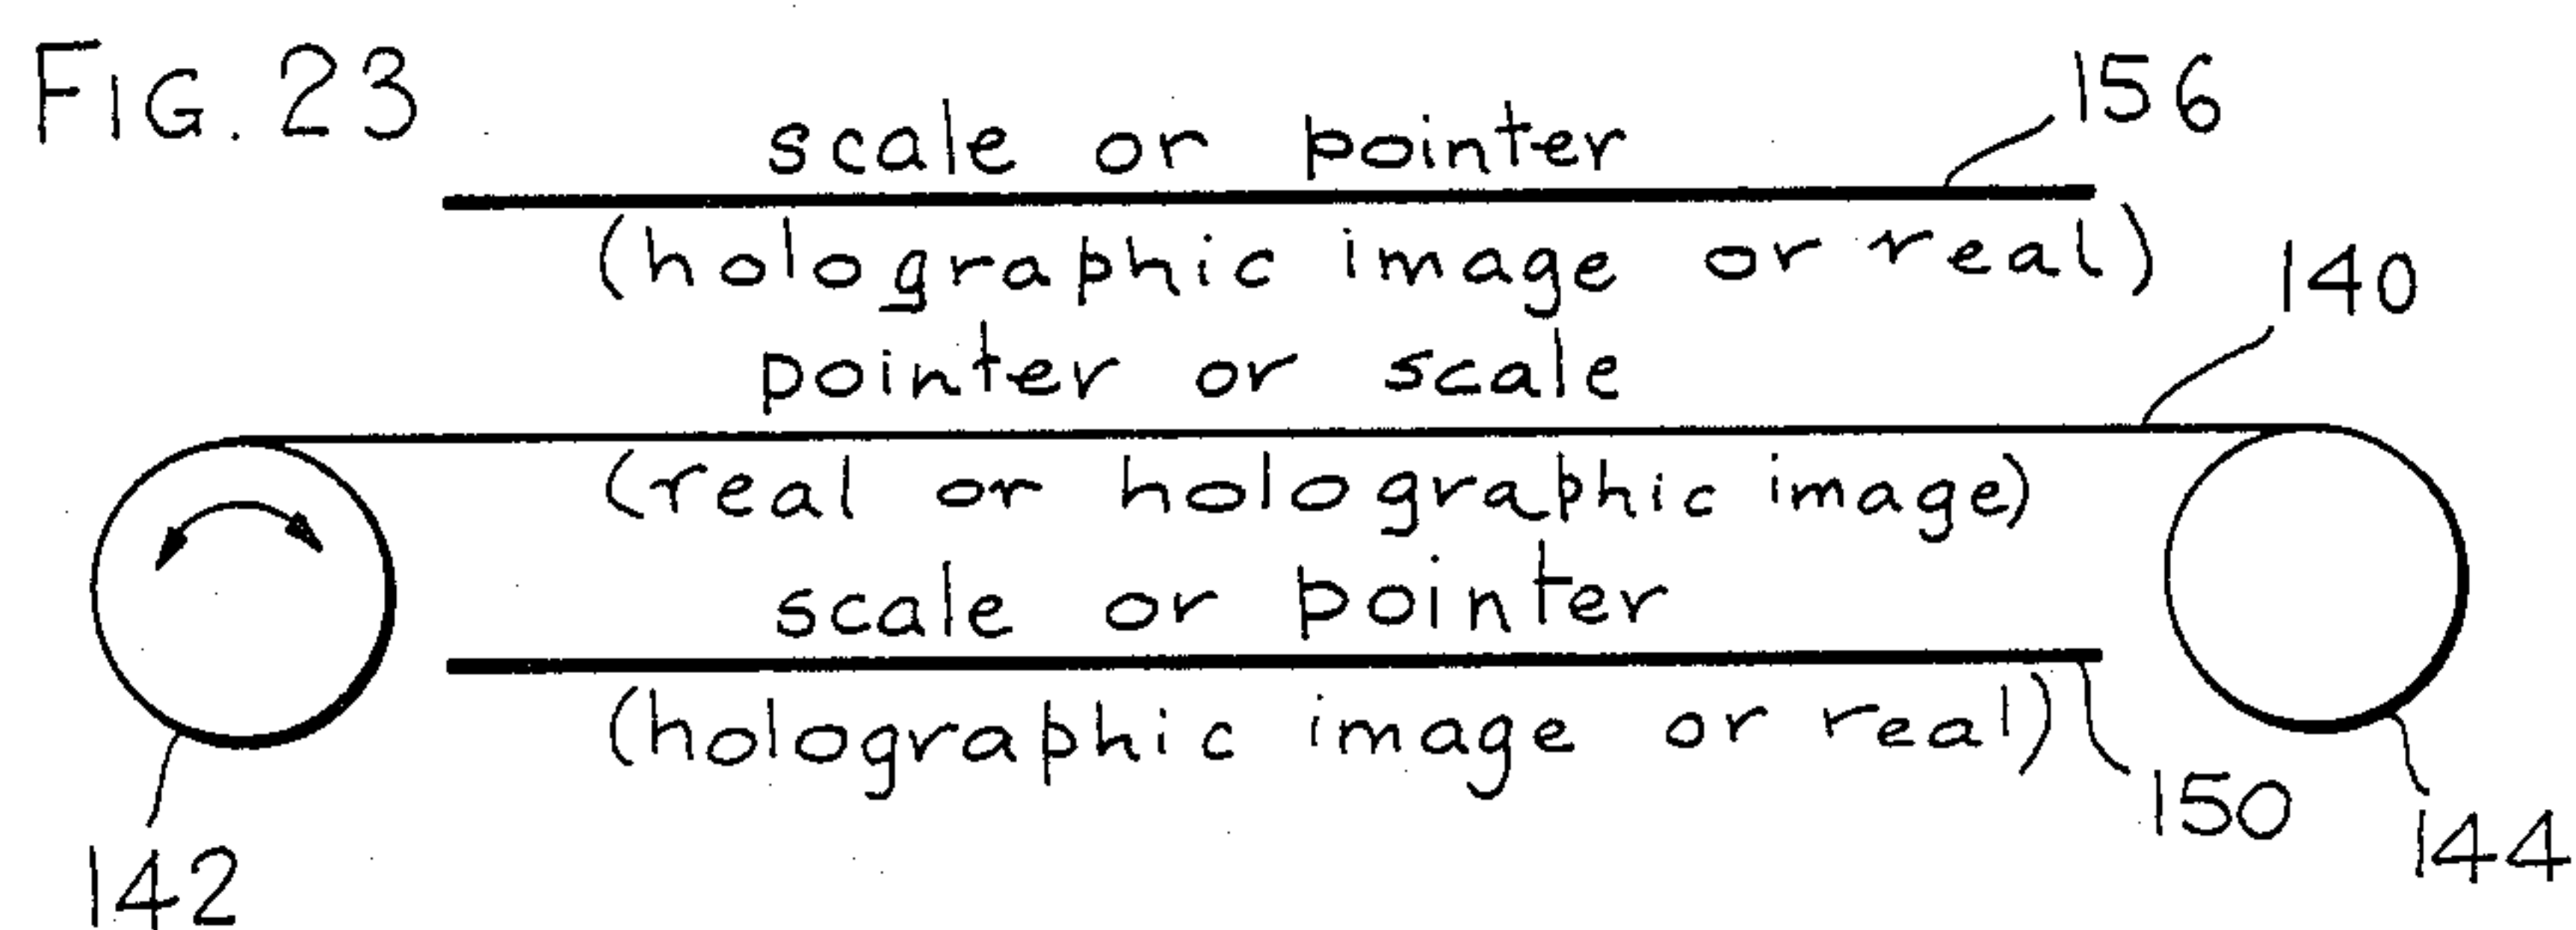 FIG. 23
156
scale or pointer
(holographic image or real)
140
pointer or scale
(real or holographic image)
scale or pointer
(holographic image or real)
150
144
142